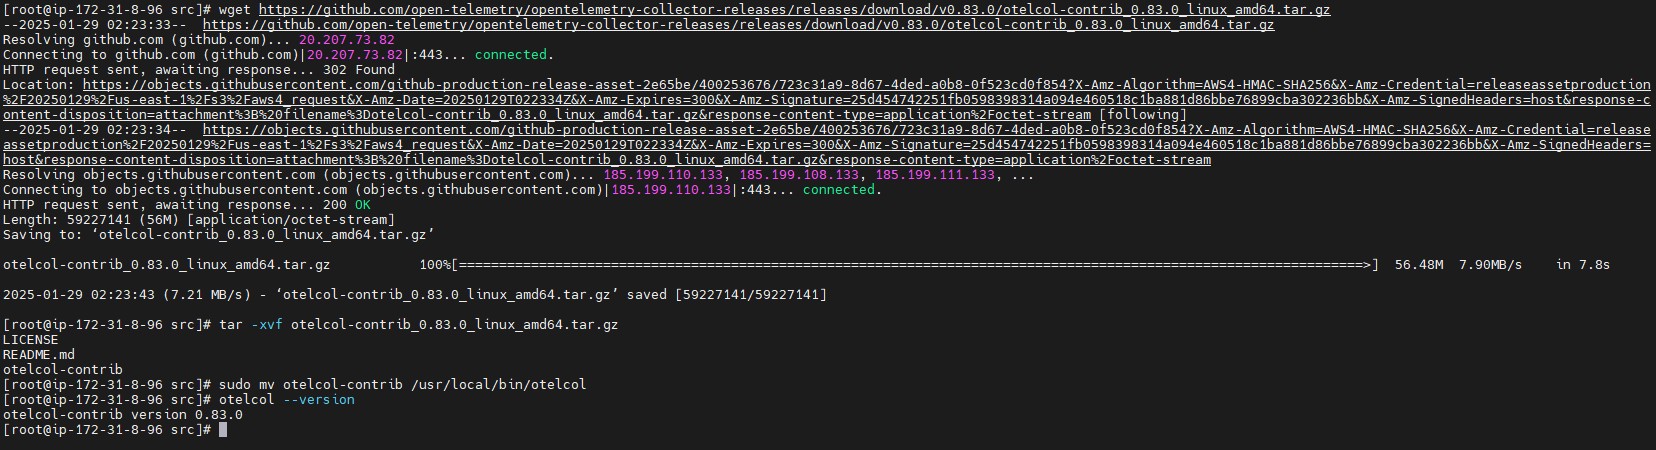 [root@ip-172-31-8-96 src]# wget https://github.com/open-telemetry/opentelemetry-collector-releases/releases/download/v0.83.0/otelcol-contrib_0.83.0_linux_amd64.tar.gz
--2025-01-29 02:23:33--  https://github.com/open-telemetry/opentelemetry-collector-releases/releases/download/v0.83.0/otelcol-contrib_0.83.0_linux_amd64.tar.gz
Resolving github.com (github.com)... 20.207.73.82
Connecting to github.com (github.com)|20.207.73.82|:443... connected.
HTTP request sent, awaiting response... 302 Found
Location: https://objects.githubusercontent.com/github-production-release-asset-2e65be/400253676/723c31a9-8d67-4ded-a0b8-0f523cd0f854?X-Amz-Algorithm=AWS4-HMAC-SHA256&X-Amz-Credential=releaseassetproduction
%2F20250129%2Fus-east-1%2Fs3%2Faws4_request&X-Amz-Date=20250129T022334Z&X-Amz-Expires=300&X-Amz-Signature=25d454742251fb0598398314a094e460518c1ba881d86bbe76899cba302236bb&X-Amz-SignedHeaders=host&response-c
ontent-disposition=attachment%3B%20filename%3Dotelcol-contrib_0.83.0_linux_amd64.tar.gz&response-content-type=application%2Foctet-stream [following]
--2025-01-29 02:23:34--  https://objects.githubusercontent.com/github-production-release-asset-2e65be/400253676/723c31a9-8d67-4ded-a0b8-0f523cd0f854?X-Amz-Algorithm=AWS4-HMAC-SHA256&X-Amz-Credential=release
assetproduction%2F20250129%2Fus-east-1%2Fs3%2Faws4_request&X-Amz-Date=20250129T022334Z&X-Amz-Expires=300&X-Amz-Signature=25d454742251fb0598398314a094e460518c1ba881d86bbe76899cba302236bb&X-Amz-SignedHeaders=
host&response-content-disposition=attachment%3B%20filename%3Dotelcol-contrib_0.83.0_linux_amd64.tar.gz&response-content-type=application%2Foctet-stream
Resolving objects.githubusercontent.com (objects.githubusercontent.com)... 185.199.110.133, 185.199.108.133, 185.199.111.133, ...
Connecting to objects.githubusercontent.com (objects.githubusercontent.com)|185.199.110.133|:443... connected.
HTTP request sent, awaiting response... 200 OK
Length: 59227141 (56M) [application/octet-stream]
Saving to: ‘otelcol-contrib_0.83.0_linux_amd64.tar.gz’
otelcol-contrib_0.83.0_linux_amd64.tar.gz 100%[=================================================================================================================>] 56.48M 7.90MB/s in 7.8s
2025-01-29 02:23:43 (7.21 MB/s) - ‘otelcol-contrib_0.83.0_linux_amd64.tar.gz’ saved [59227141/59227141]
[root@ip-172-31-8-96 src]# tar -xvf otelcol-contrib_0.83.0_linux_amd64.tar.gz
LICENSE
README.md
otelcol-contrib
[root@ip-172-31-8-96 src]# sudo mv otelcol-contrib /usr/local/bin/otelcol
[root@ip-172-31-8-96 src]# otelcol --version
otelcol-contrib version 0.83.0
[root@ip-172-31-8-96 src]#